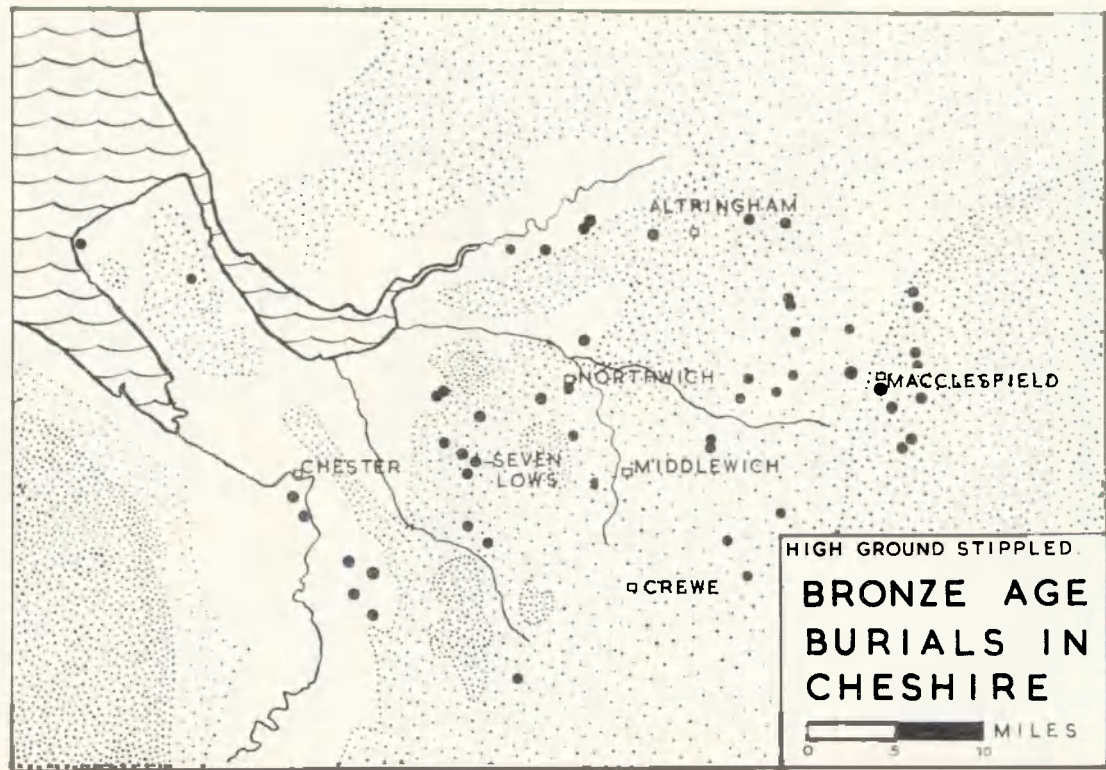 ALTRINGHAM
NORTHWICH
MACCLESFIELD
CHESTER
SEVEN
LOWS
MIDDLEWICH
CREWE
HIGH GROUND STIPPLED.
BRONZE AGE
BURIALS IN
CHESHIRE
MILES
0 5 10